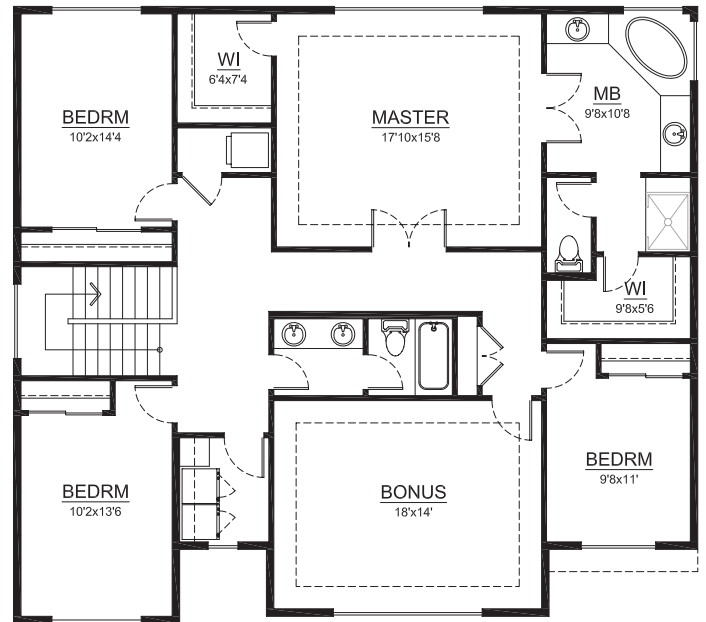 BEDRM
10'2x14'4
WI
6'4x7'4
MASTER
17'10x15'8
MB
9'8x10'8
WI
9'8x5'6
BEDRM
10'2x13'6
BONUS
18'x14'
BEDRM
9'8x11'